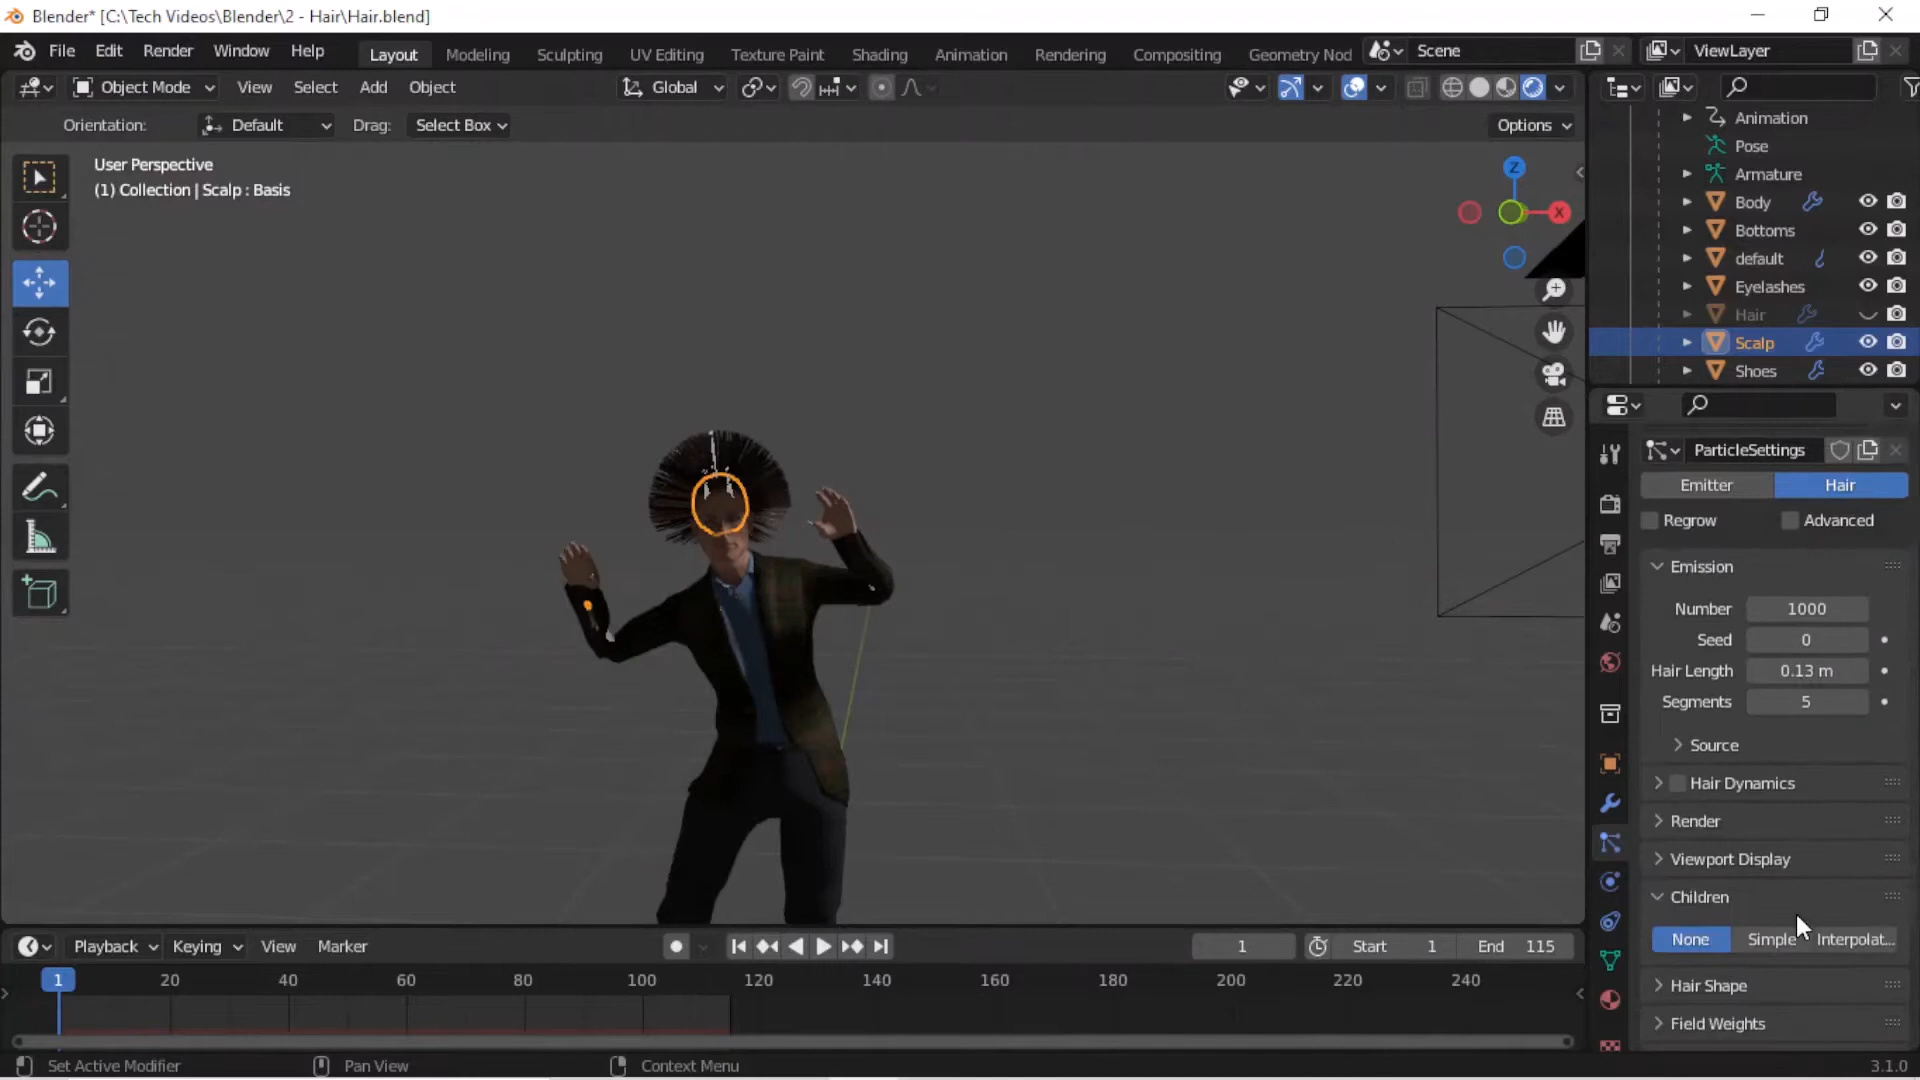 Blender* [C:\Tech Videos\Blender\2 - Hair\Hair.blend]
File Edit Render Window Help Layout Modeling Sculpting UV Editing Texture Paint Shading Animation Rendering Compositing Geometry Nod Scene ViewLayer
Object Mode View Select Add Object Global
Orientation: Default Drag: Select Box Options
User Perspective
(1) Collection | Scalp : Basis
Z
X
Animation
Pose
Armature
Body
Bottoms
default
Eyelashes
Hair
Scalp
Shoes
ParticleSettings
Emitter Hair
Regrow Advanced
Emission
Number 1000
Seed 0
Hair Length 0.13 m
Segments 5
Source
Hair Dynamics
Render
Viewport Display
Children
None Simple Interpolat...
Hair Shape
Field Weights
Playback Keying View Marker 1 Start 1 End 115
1 20 40 60 80 100 120 140 160 180 200 220 240
Set Active Modifier Pan View Context Menu 3.1.0